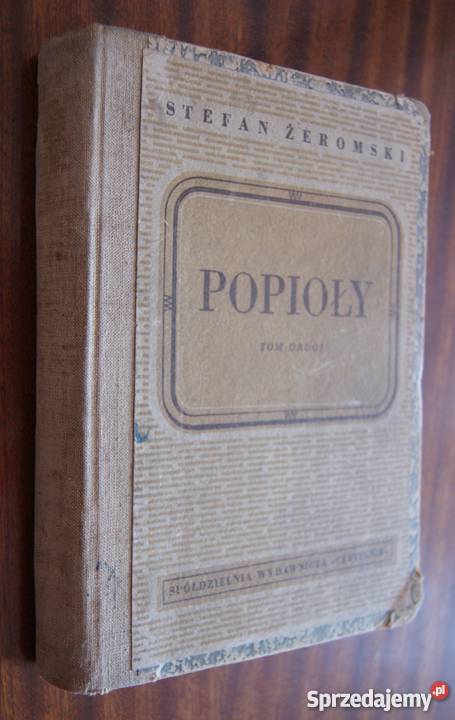 STEFAN ŻEROMSKI
W
POPIOŁY
W
W
TOM DRUGI
W
SPÓŁDZIELNIA WYDAWNICZA «CZYTELNIK»
Sprzedajemy.pl